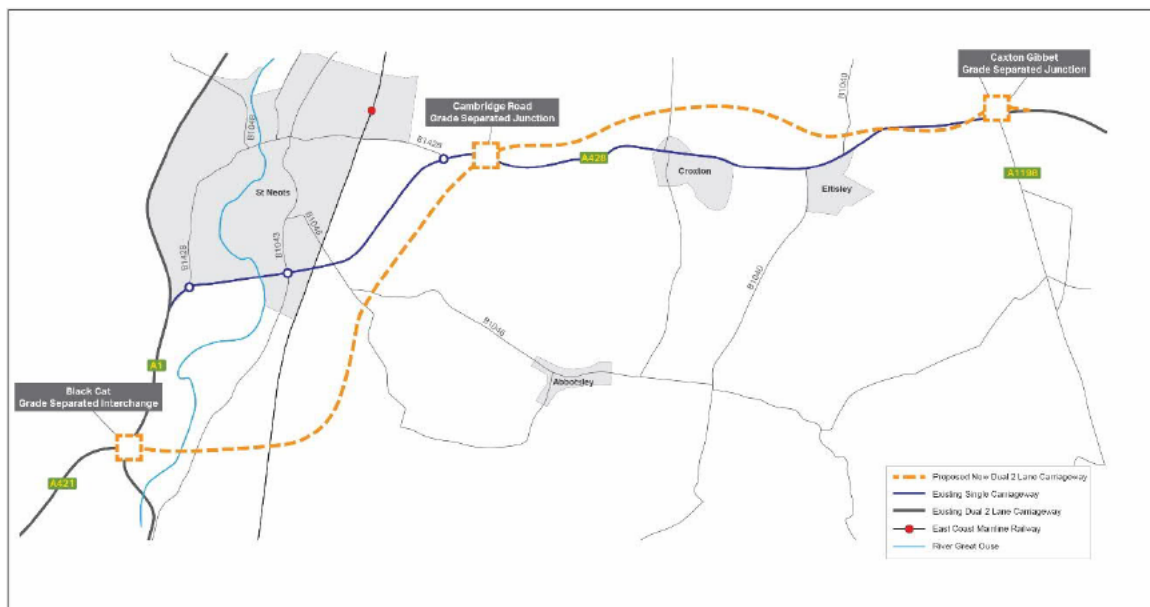 Caxton Gibbet
Grade Separated Junction
Cambridge Road
Grade Separated Junction
B1040
B1428
A428
Croxton
Eltisley
A1198
St Neots
B1043
B1046
B1428
B1040
B1046
Abbotsley
A1
Black Cat
Grade Separated Interchange
A421
Proposed New Dual 2 Lane Carriageway
Existing Single Carriageway
Existing Dual 2 Lane Carriageway
East Coast Mainline Railway
River Great Ouse